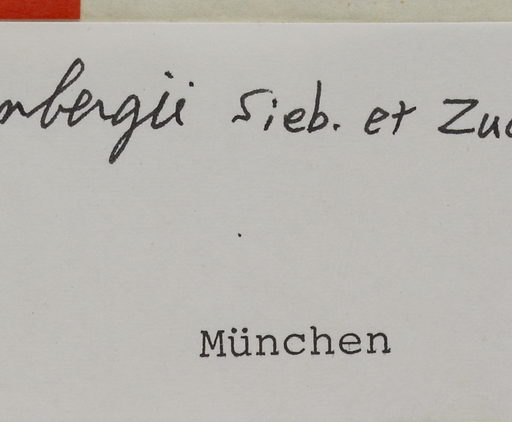 nbergii Sieb. et Zuc
München